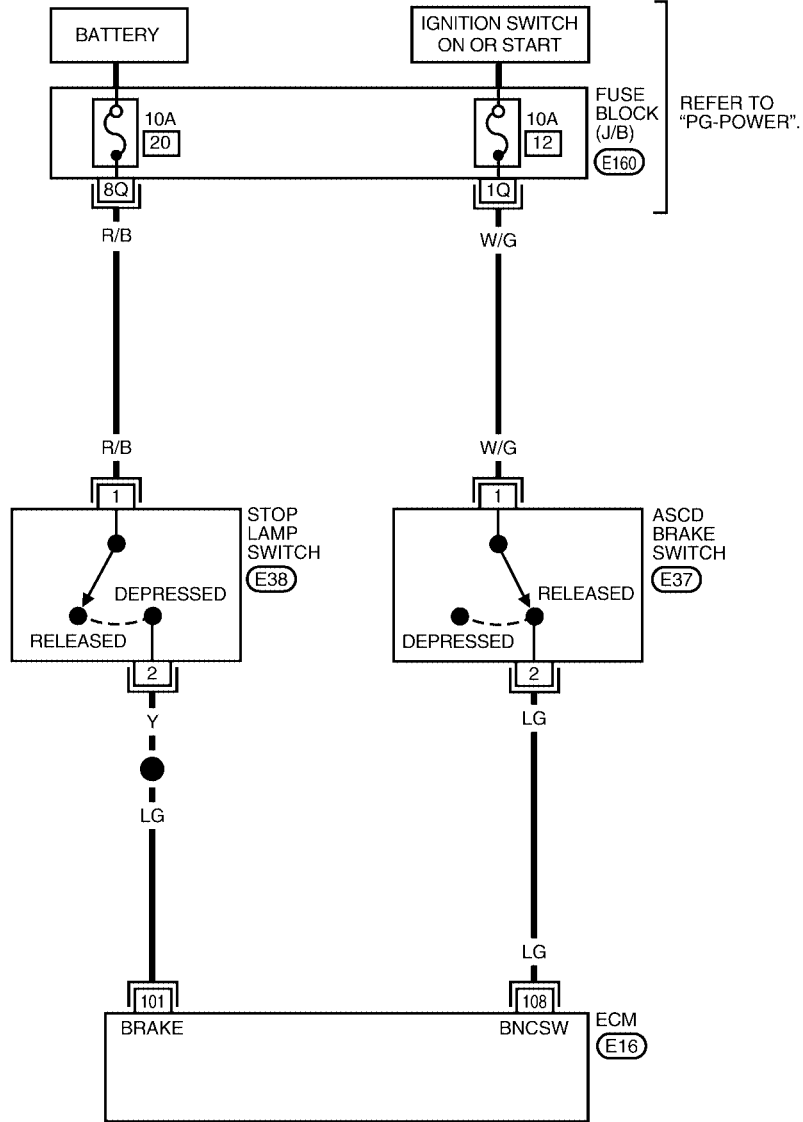 BATTERY
IGNITION SWITCH
ON OR START
10A
20
10A
12
FUSE
BLOCK
(J/B)
E160
REFER TO
"PG-POWER".
8Q
1Q
R/B
W/G
R/B
W/G
1
1
STOP
LAMP
SWITCH
E38
DEPRESSED
RELEASED
ASCD
BRAKE
SWITCH
E37
RELEASED
DEPRESSED
2
2
Y
LG
LG
LG
101
108
BRAKE
BNCSW
ECM
E16